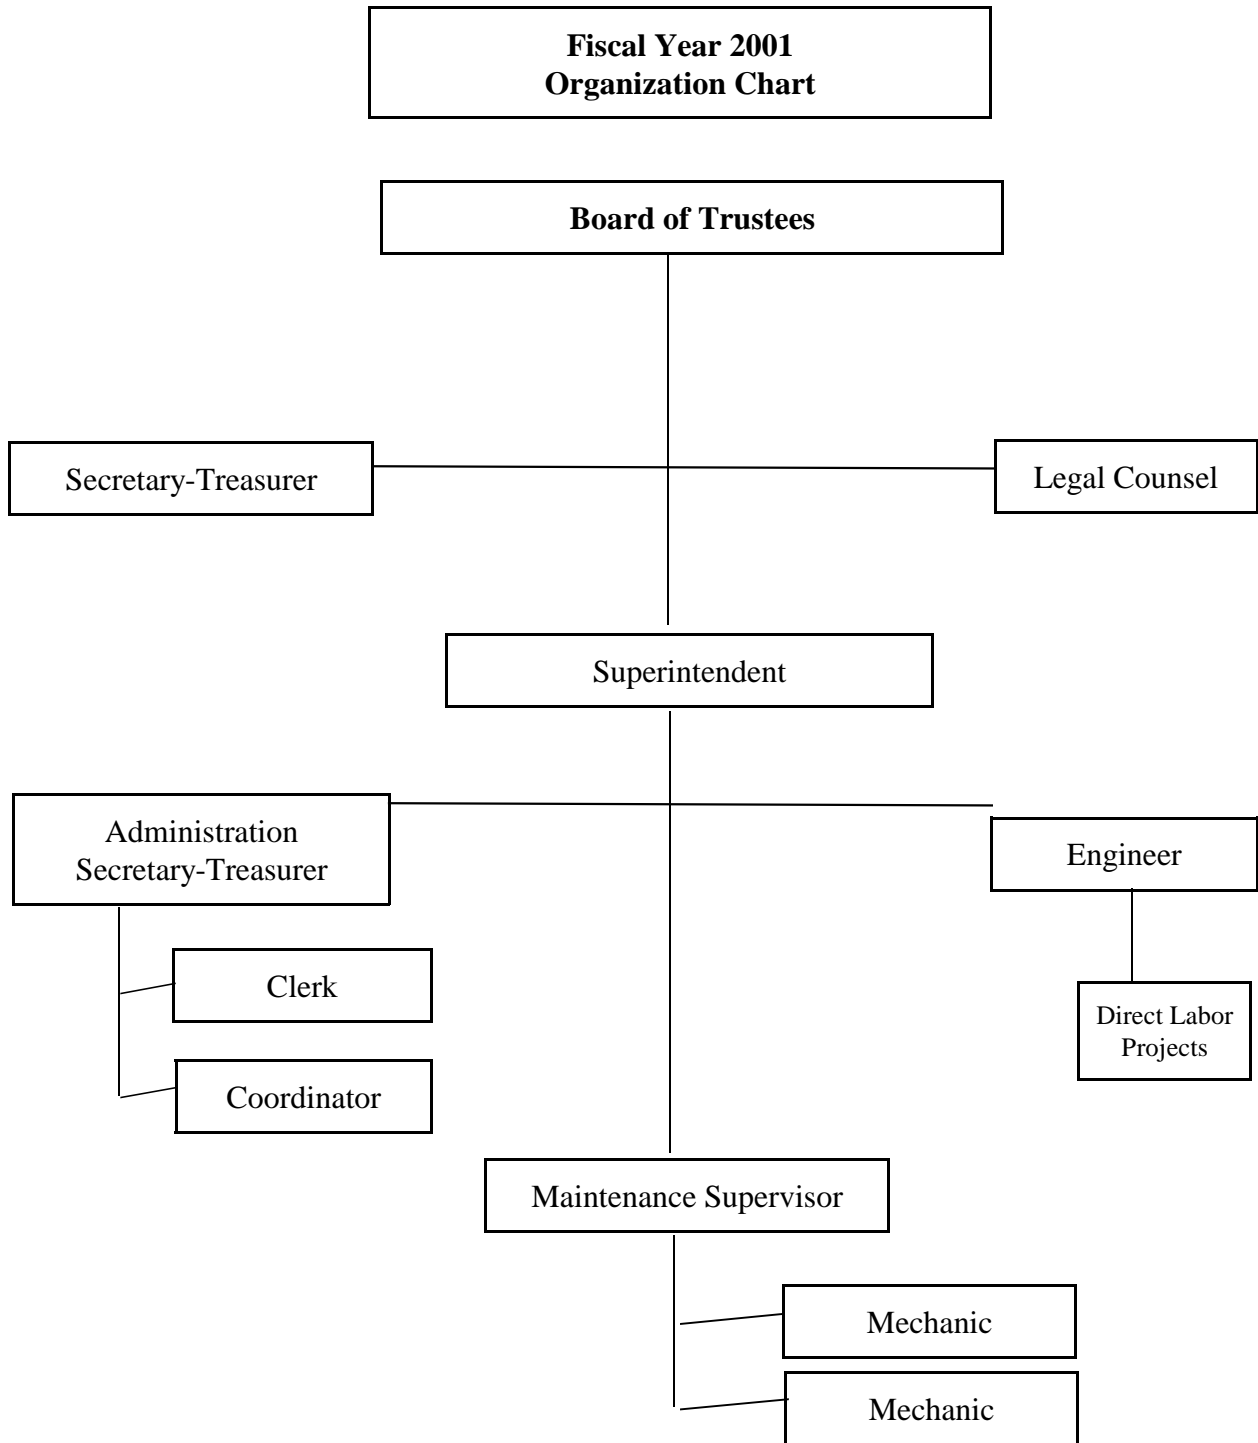 Fiscal Year 2001
Organization Chart
Board of Trustees
Secretary-Treasurer
Legal Counsel
Superintendent
Administration
Secretary-Treasurer
Engineer
Clerk
Direct Labor
Projects
Coordinator
Maintenance Supervisor
Mechanic
Mechanic